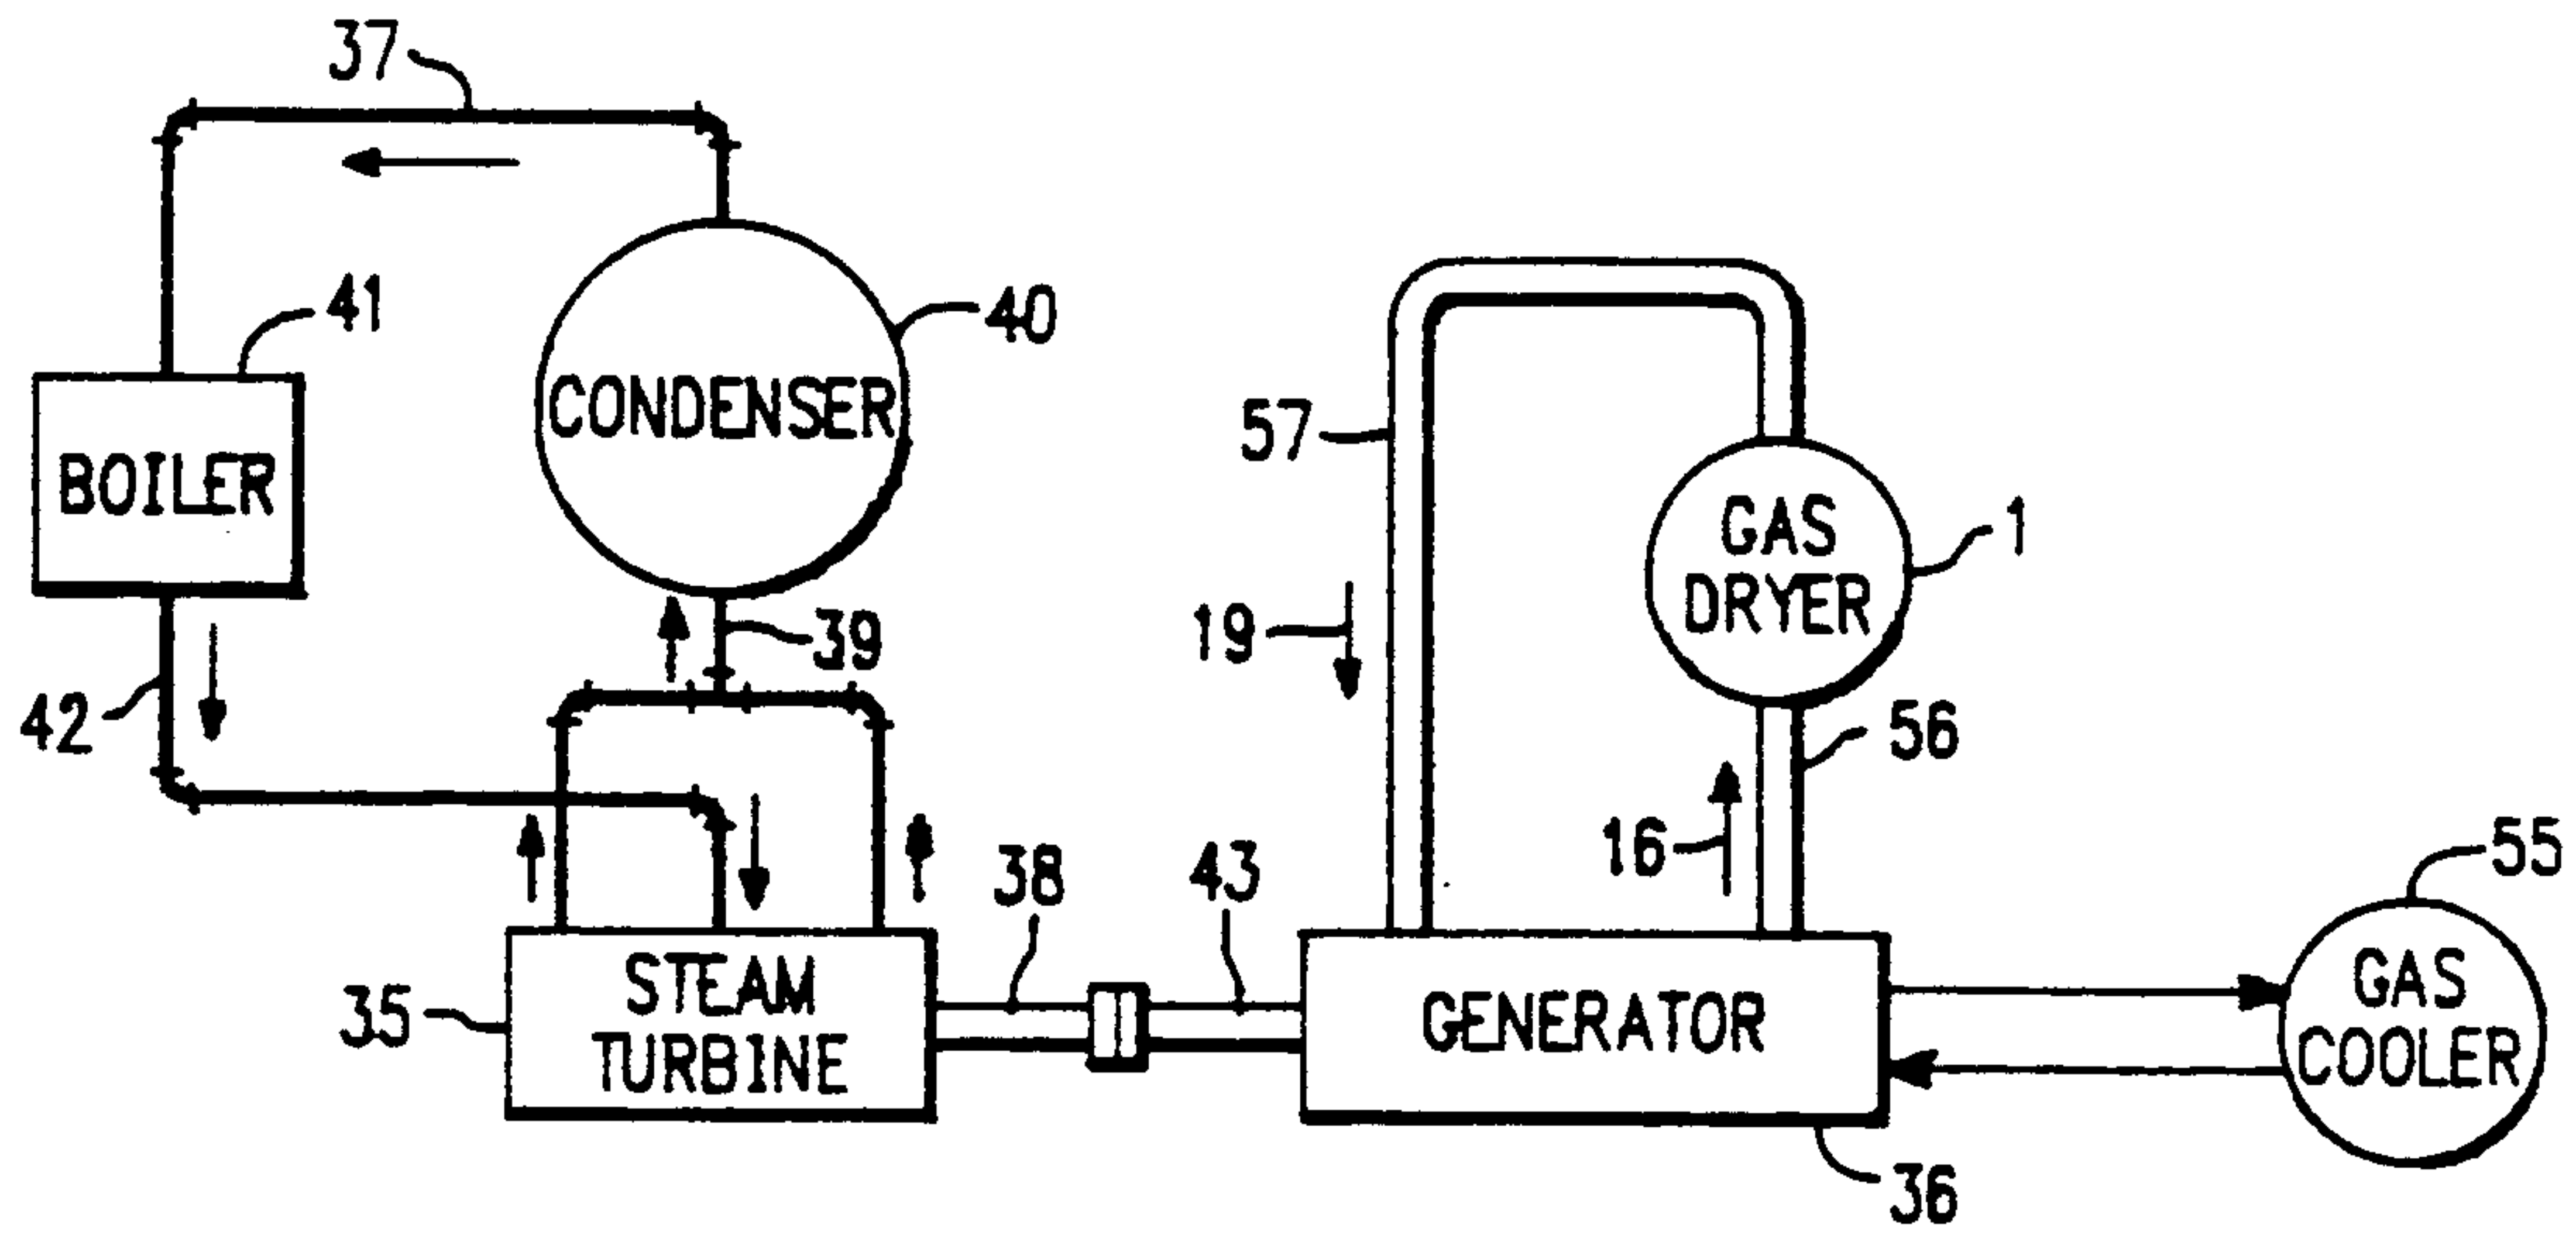 37
41
40
CONDENSER
BOILER
57
GAS
DRYER
1
19
39
42
56
16
38
43
55
STEAM
TURBINE
35
GENERATOR
GAS
COOLER
36